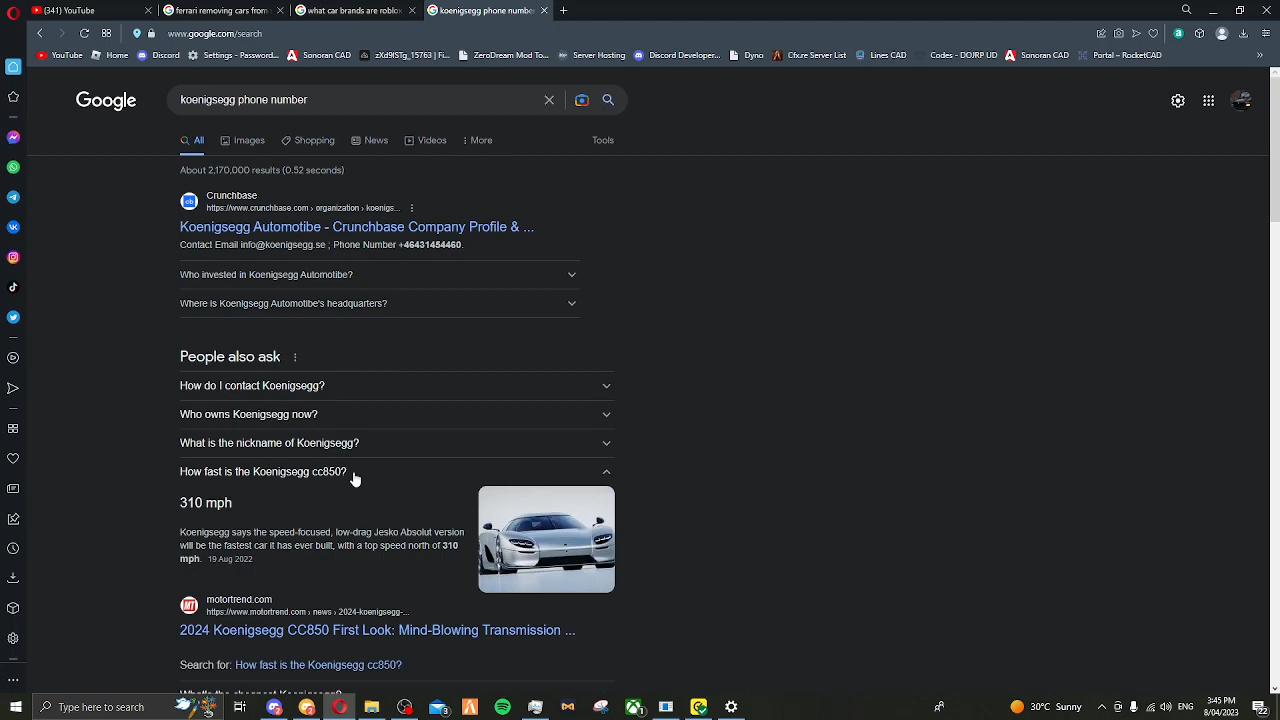 (341) YouTube
ferrari removing cars from
what car brands are roblox
koenigsegg phone number
www.google.com/search
YouTube
Home
Discord
Settings - Password...
Sonoran CAD
ZeroDream Mod To...
Server Hosting
Discord Developer...
Dyno
Cfx.re Server List
Lines CAD
Codes - DOJRP UD
Sonoran CAD
Portal – RocketCAD
Google
koenigsegg phone number
All
Images
Shopping
News
Videos
More
Tools
About 2,170,000 results (0.52 seconds)
Crunchbase
https://www.crunchbase.com › organization › koenigs...
Koenigsegg Automotibe - Crunchbase Company Profile & ...
Contact Email info@koenigsegg.se ; Phone Number +46431454460.
Who invested in Koenigsegg Automotibe?
Where is Koenigsegg Automotibe's headquarters?
People also ask
How do I contact Koenigsegg?
Who owns Koenigsegg now?
What is the nickname of Koenigsegg?
How fast is the Koenigsegg cc850?
310 mph
Koenigsegg says the speed-focused, low-drag Jesko Absolut version
will be the fastest car it has ever built, with a top speed north of 310
mph. 19 Aug 2022
motortrend.com
https://www.motortrend.com › news › 2024-koenigsegg-...
2024 Koenigsegg CC850 First Look: Mind-Blowing Transmission ...
Search for: How fast is the Koenigsegg cc850?
What's the cheapest Koenigsegg?
Type here to search
30°C Sunny
3:45 PM
8/04/2023